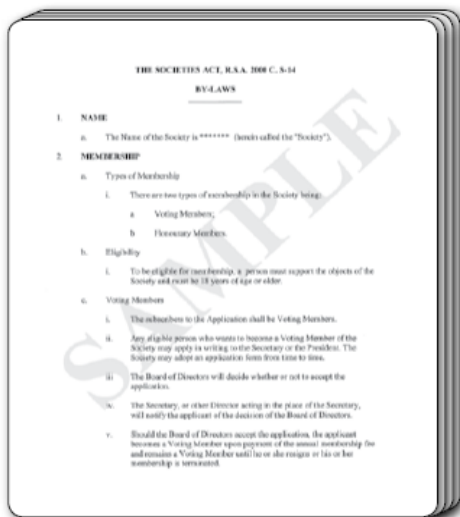 THE SOCIETIES ACT, R.S.A. 2000 C. S-14
BY-LAWS
1. NAME
a. The Name of the Society is ******* (herein called the "Society").
2. MEMBERSHIP
a. Types of Membership
i. There are two types of membership in the Society being:
a Voting Members;
b Honourary Members.
b. Eligibility
i. To be eligible for membership, a person must support the objects of the
Society and must be 18 years of age or older.
c. Voting Members
i. The subscribers to the Application shall be Voting Members.
ii. Any eligible person who wants to become a Voting Member of the
Society may apply in writing to the Secretary or the President. The
Society may adopt an application form from time to time.
iii The Board of Directors will decide whether or not to accept the
application.
iv. The Secretary, or other Director acting in the place of the Secretary,
will notify the applicant of the decision of the Board of Directors.
v. Should the Board of Directors accept the application, the applicant
becomes a Voting Member upon payment of the annual membership fee
and remains a Voting Member until he or she resigns or his or her
membership is terminated.
SAMPLE